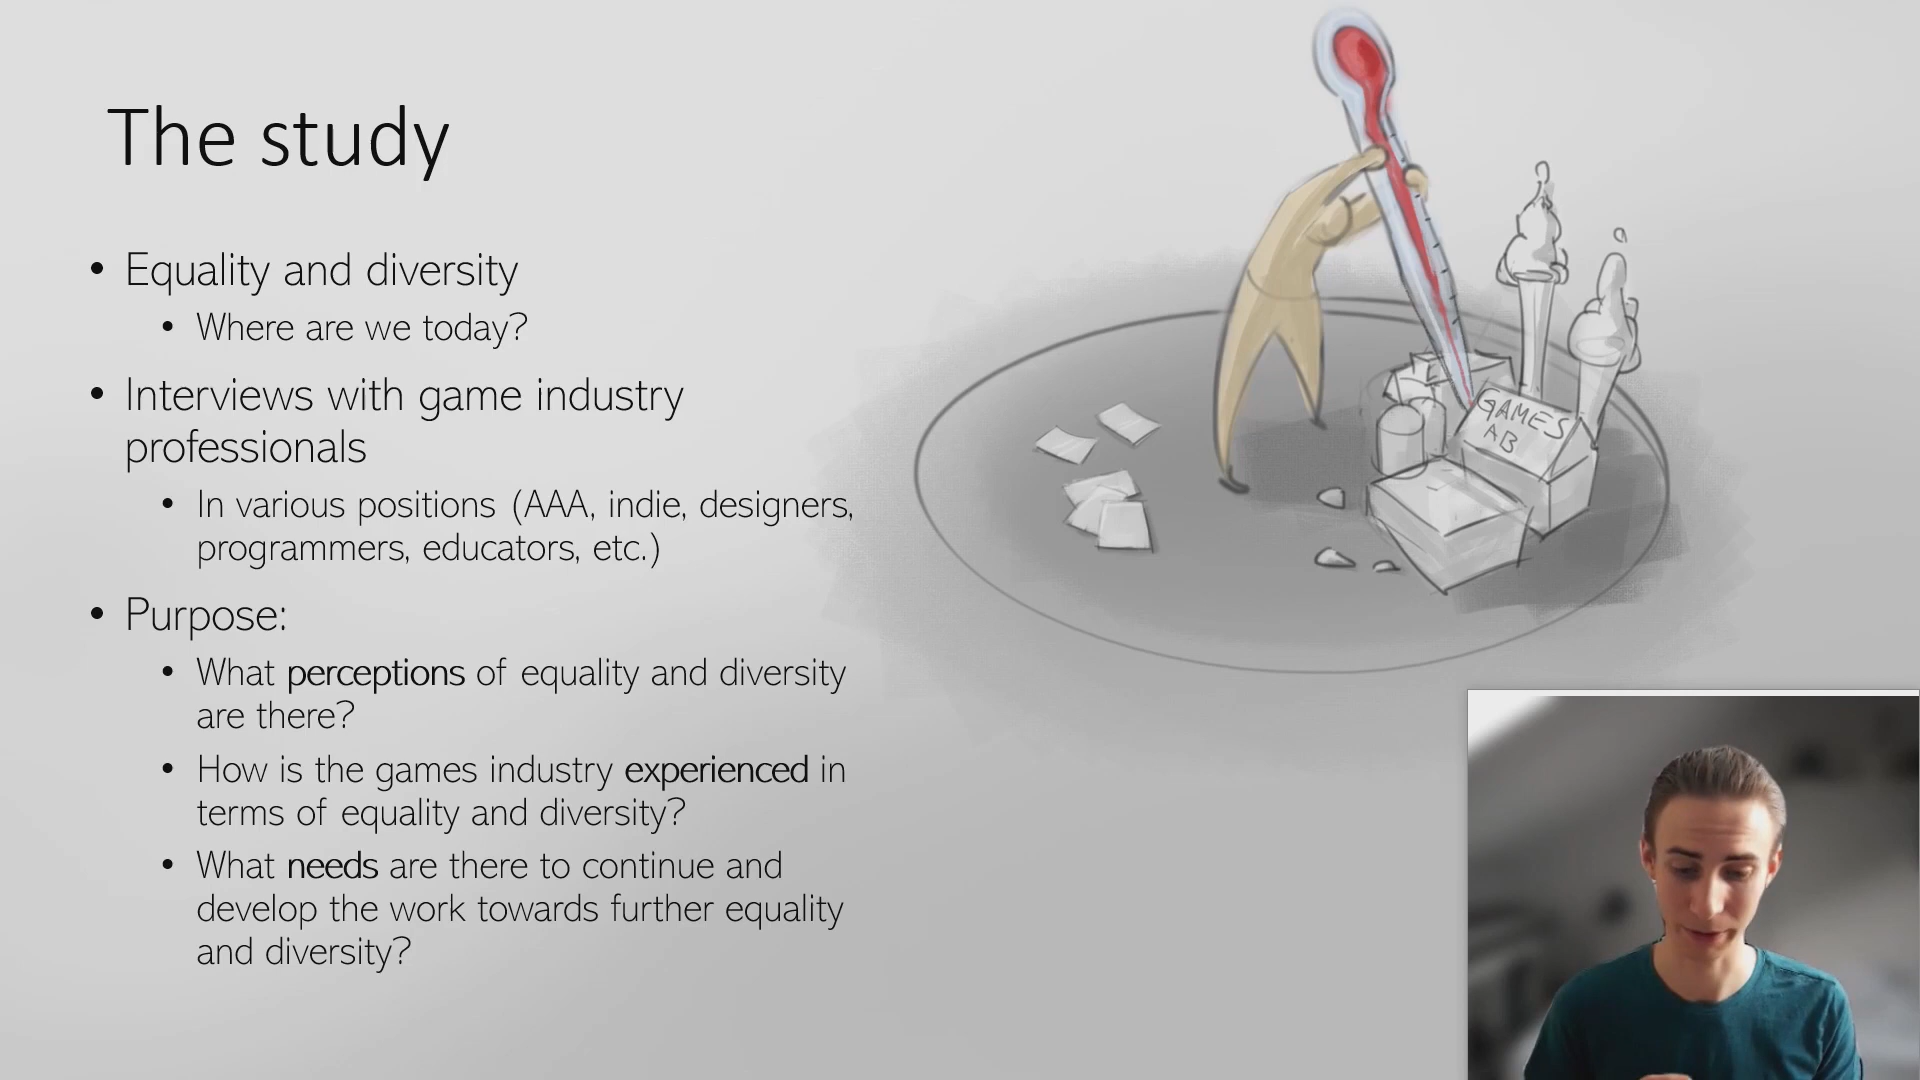 The study
• Equality and diversity
• Where are we today?
• Interviews with game industry
professionals
• In various positions (AAA, indie, designers,
programmers, educators, etc.)
• Purpose:
• What perceptions of equality and diversity
are there?
• How is the games industry experienced in
terms of equality and diversity?
• What needs are there to continue and
develop the work towards further equality
and diversity?
GAMES
AB